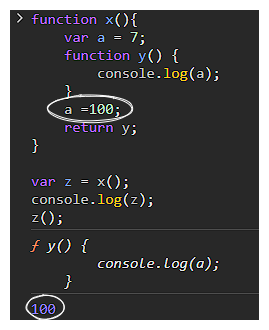 > function x(){
var a = 7;
function y() {
console.log(a);
}
a =100;
return y;
}
var z = x();
console.log(z);
z();
ƒ y() {
console.log(a);
}
100